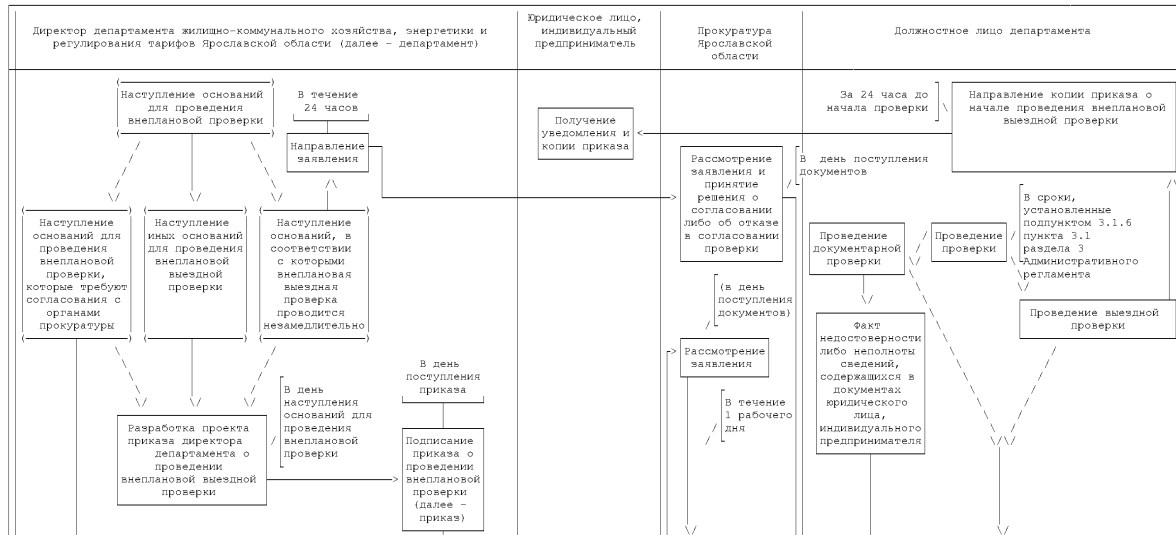 Директор департамента жилищно-коммунального хозяйства, энергетики и
регулирования тарифов Ярославской области (далее - департамент)
Юридическое лицо,
индивидуальный
предприниматель
Прокуратура
Ярославской
области
Должностное лицо департамента
Наступление оснований
для проведения
внеплановой проверки
В течение
24 часов
Направление
заявления
Получение
уведомления и
копии приказа
За 24 часа до
начала проверки
Направление копии приказа о
начале проведения внеплановой
выездной проверки
Рассмотрение
заявления и
принятие
решения о
согласовании
либо об отказе
в согласовании
проверки
В день поступления
документов
Наступление
оснований для
проведения
внеплановой
проверки,
которые требуют
согласования с
органами
прокуратуры
Наступление
иных оснований
для проведения
внеплановой
выездной
проверки
Наступление
оснований, в
соответствии
с которыми
внеплановая
выездная
проверка
проводится
незамедлительно
Проведение
документарной
проверки
Проведение
проверки
В сроки,
установленные
подпунктом 3.1.6
пункта 3.1
раздела 3
Административного
регламента
(в день
поступления
документов)
Проведение выездной
проверки
Факт
недостоверности
либо неполноты
сведений,
содержащихся в
документах
юридического
лица,
индивидуального
предпринимателя
Рассмотрение
заявления
В течение
1 рабочего
дня
Разработка проекта
приказа директора
департамента о
проведении
внеплановой выездной
проверки
В день
наступления
оснований для
проведения
внеплановой
проверки
В день
поступления
приказа
Подписание
приказа о
проведении
внеплановой
проверки
(далее -
приказ)